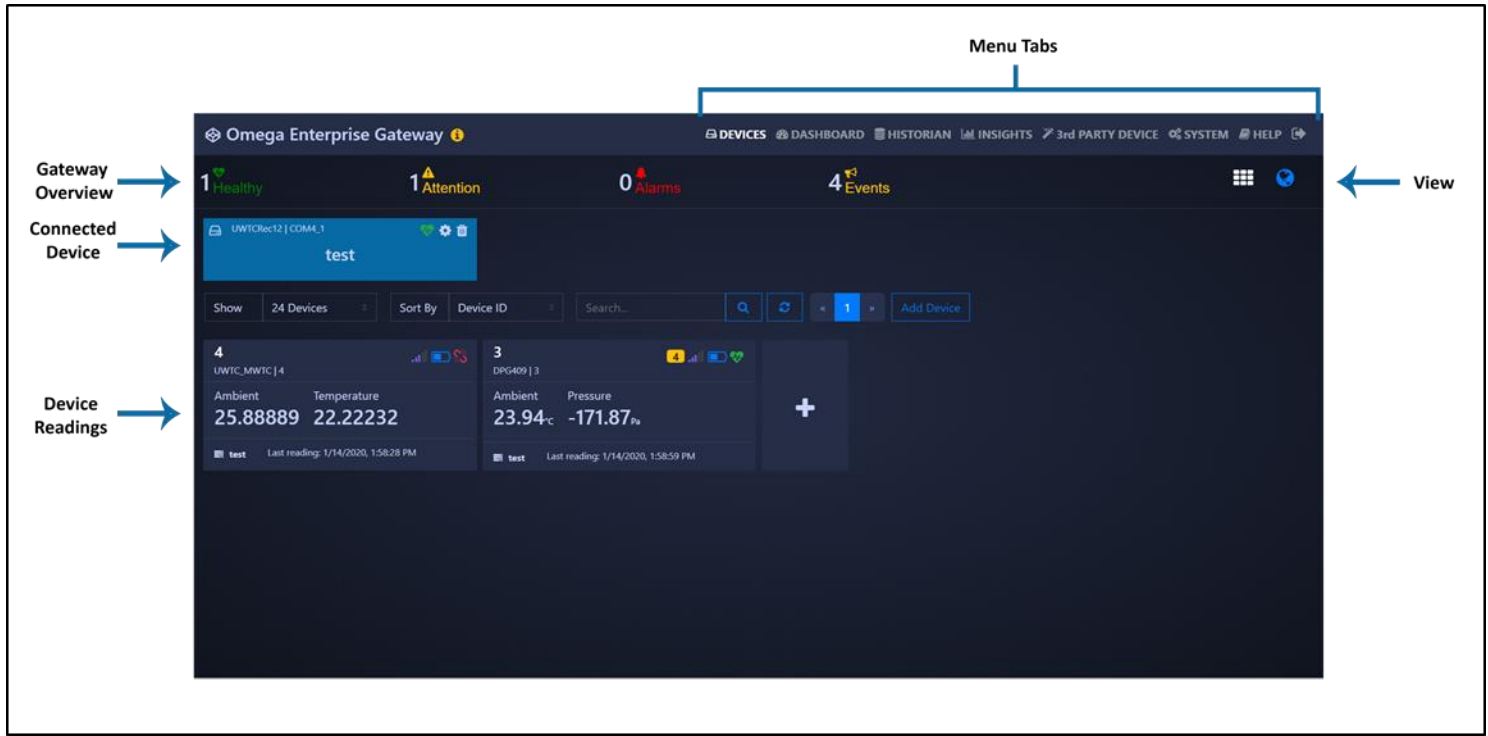 Menu Tabs
Omega Enterprise Gateway
DEVICES DASHBOARD HISTORIAN INSIGHTS 3rd PARTY DEVICE SYSTEM HELP
Gateway
Overview
1 Healthy 1 Attention 0 Alarms 4 Events
View
Connected
Device
UWTCRec12 | COM4_1
test
Show 24 Devices Sort By Device ID Search... « 1 » Add Device
Device
Readings
4
UWTC_MWTC | 4
Ambient Temperature
25.88889 22.22232
test Last reading: 1/14/2020, 1:58:28 PM
3 4
DPG409 | 3
Ambient Pressure
23.94°C -171.87Pa
test Last reading: 1/14/2020, 1:58:59 PM